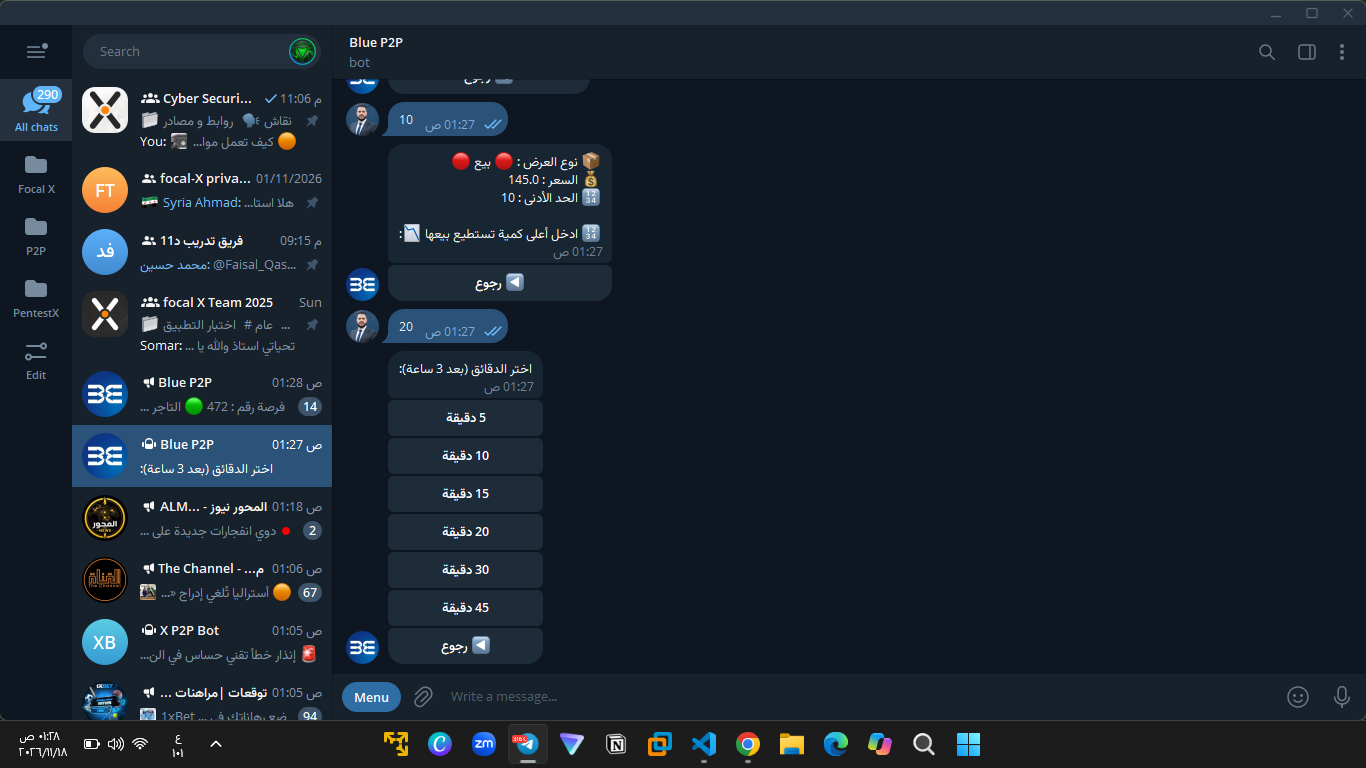 Search
290
All chats
Focal X
P2P
PentestX
Edit
Cyber Securi... 11:06 م
نقاش 🗣 روابط و مصادر
You: كيف تعمل موا...
FT
focal-X priva... 01/11/2026
Syria Ahmad: هلا استا...
فد
فريق تدريب د11 09:15 م
محمد حسين: @Faisal_Qas...
focal X Team 2025 Sun
عام # اختبار التطبيق ...
Somar: تحياتي استاذ والله يا ...
Blue P2P 01:28 ص
فرصة رقم : 472 🟢 التاجر ... 14
Blue P2P 01:27 ص
اختر الدقائق (بعد 3 ساعة):
المحور نيوز - ALM... 01:18 ص
دوي انفجارات جديدة على ... 2
The Channel - م... 01:06 ص
أستراليا تُلغي إدراج «... 67
XB
X P2P Bot 01:05 ص
🚨 إنذار خطأ تقني حساس في الن...
توقعات |مراهنات ... 01:05 ص
1xBet ضع رهاناتك في ... 94
Blue P2P
bot
رجوع
10 01:27 ص
📦 نوع العرض : 🔴 بيع 🔴
💰 السعر : 145.0
🔢 الحد الأدنى : 10
🔢 ادخل أعلى كمية تستطيع بيعها 📉:
01:27 ص
◀️ رجوع
20 01:27 ص
اختر الدقائق (بعد 3 ساعة):
01:27 ص
5 دقيقة
10 دقيقة
15 دقيقة
20 دقيقة
30 دقيقة
45 دقيقة
◀️ رجوع
Menu
Write a message...
٠١:٢٨ ص
٢٠٢٦/١١/١٨
ع
١٠١
zm